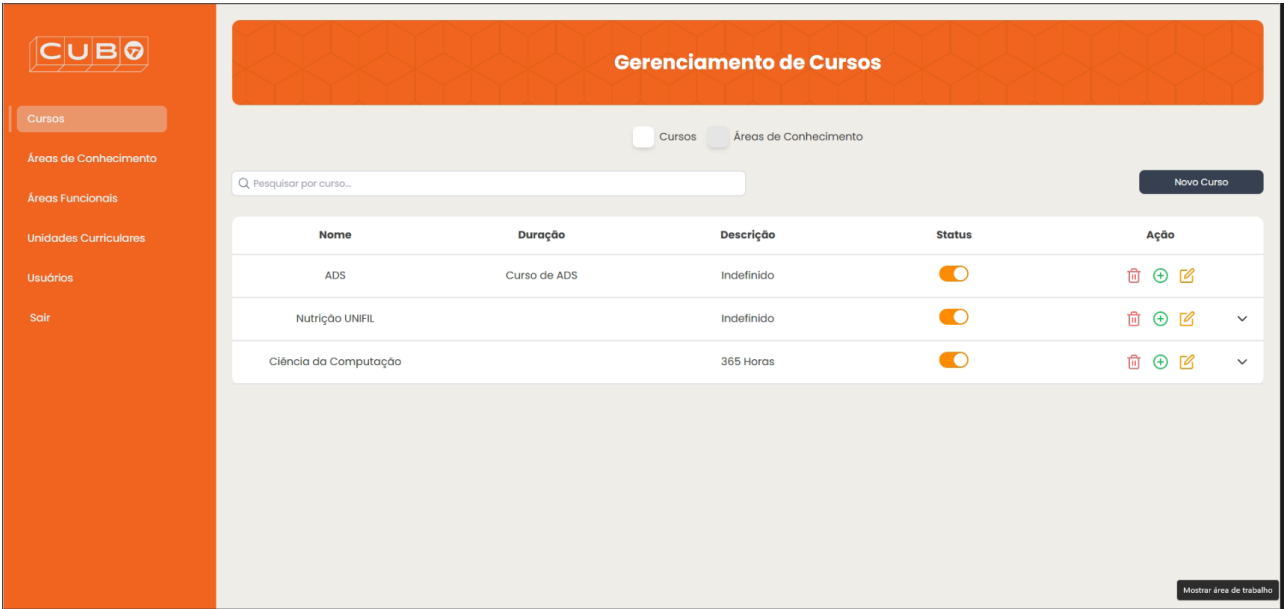 CUBO
Gerenciamento de Cursos
Cursos
Áreas de Conhecimento
Áreas Funcionais
Unidades Curriculares
Usuários
Sair
Cursos Áreas de Conhecimento
Pesquisar por curso...
Novo Curso
Nome Duração Descrição Status Ação
ADS Curso de ADS Indefinido
Nutrição UNIFIL Indefinido
Ciência da Computação 365 Horas
Mostrar área de trabalho